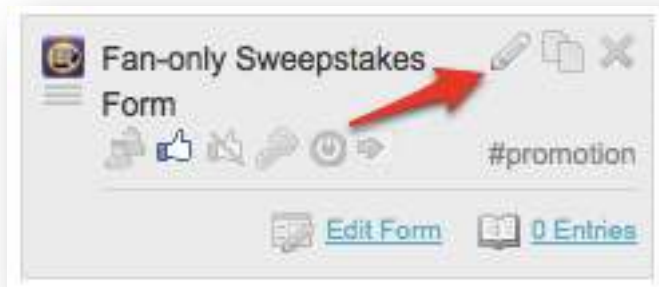 Fan-only Sweepstakes
Form
#promotion
Edit Form
0 Entries